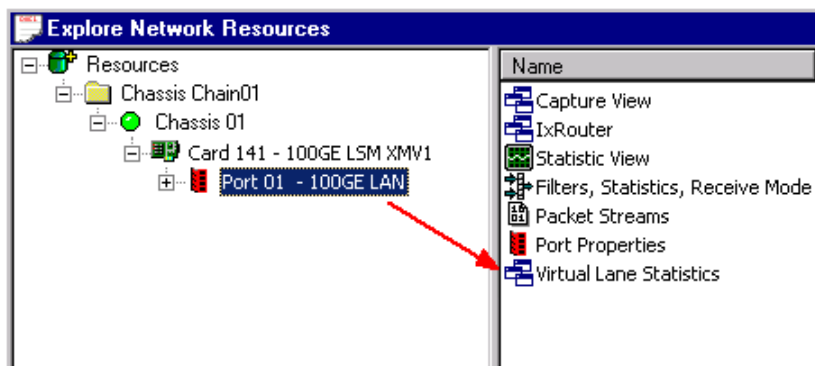 Explore Network Resources
Resources
Chassis Chain01
Chassis 01
Card 141 - 100GE LSM XMV1
Port 01 - 100GE LAN
Name
Capture View
IxRouter
Statistic View
Filters, Statistics, Receive Mode
Packet Streams
Port Properties
Virtual Lane Statistics